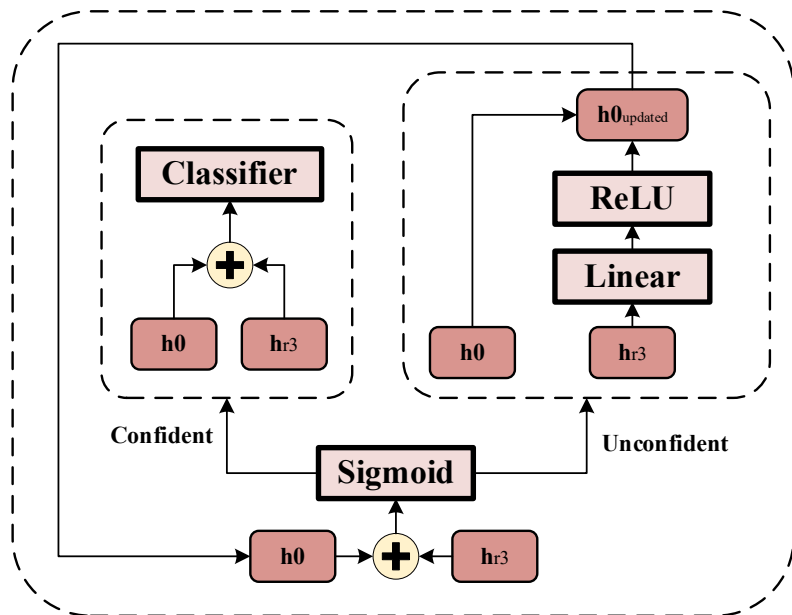 h0updated
Classifier
ReLU
Linear
h0
hr3
h0
hr3
Confident
Unconfident
Sigmoid
h0
hr3